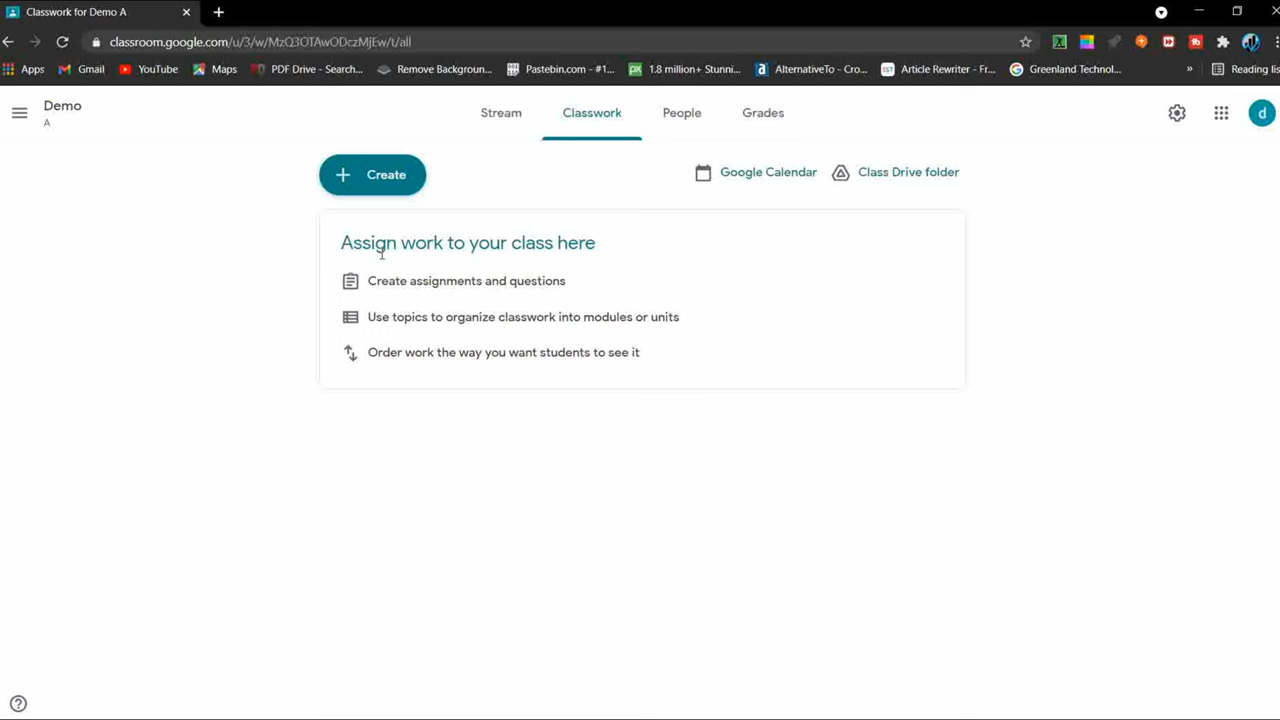 Classwork for Demo A
classroom.google.com/u/3/w/MzQ3OTAwODczMjEw/t/all
Apps Gmail YouTube Maps PDF Drive - Search... Remove Backgroun... Pastebin.com - #1... 1.8 million+ Stunni... AlternativeTo - Cro... Article Rewriter - Fr... Greenland Technol... » Reading list
Demo
A
Stream Classwork People Grades
d
+ Create
Google Calendar Class Drive folder
Assign work to your class here
Create assignments and questions
Use topics to organize classwork into modules or units
Order work the way you want students to see it